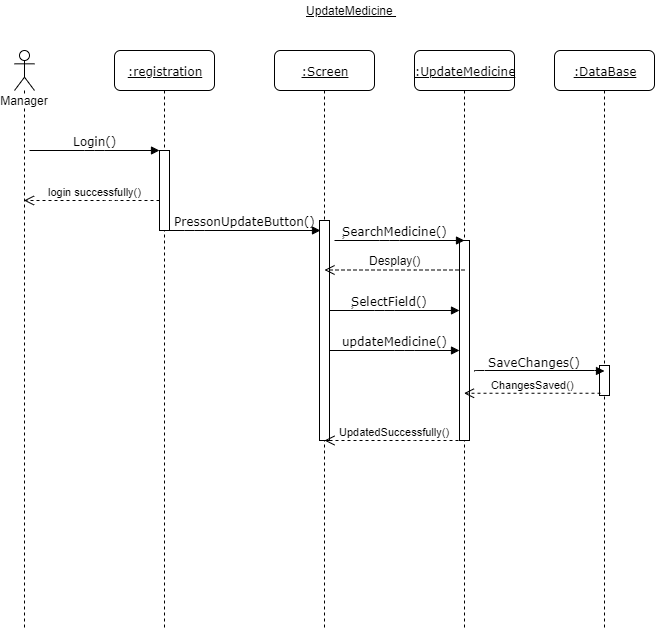 UpdateMedicine
:registration
:Screen
:UpdateMedicine
:DataBase
Manager
Login()
login successfully()
PressonUpdateButton()
SearchMedicine()
Desplay()
SelectField()
updateMedicine()
SaveChanges()
ChangesSaved()
UpdatedSuccessfully()